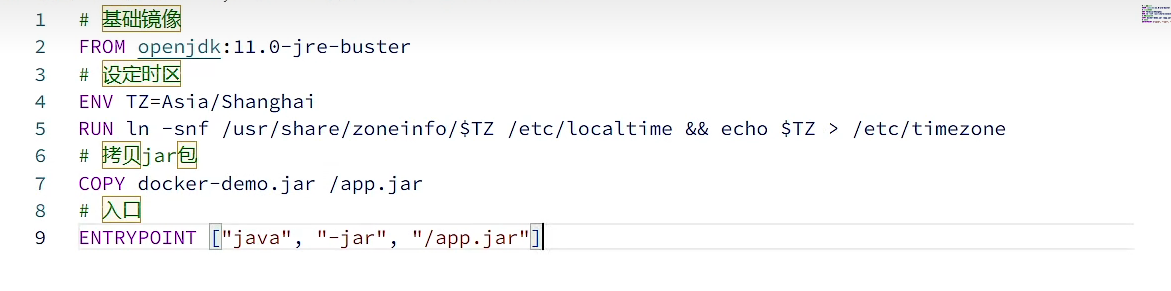 1 # 基础镜像
2 FROM openjdk:11.0-jre-buster
3 # 设定时区
4 ENV TZ=Asia/Shanghai
5 RUN ln -snf /usr/share/zoneinfo/$TZ /etc/localtime && echo $TZ > /etc/timezone
6 # 拷贝jar包
7 COPY docker-demo.jar /app.jar
8 # 入口
9 ENTRYPOINT ["java", "-jar", "/app.jar"]